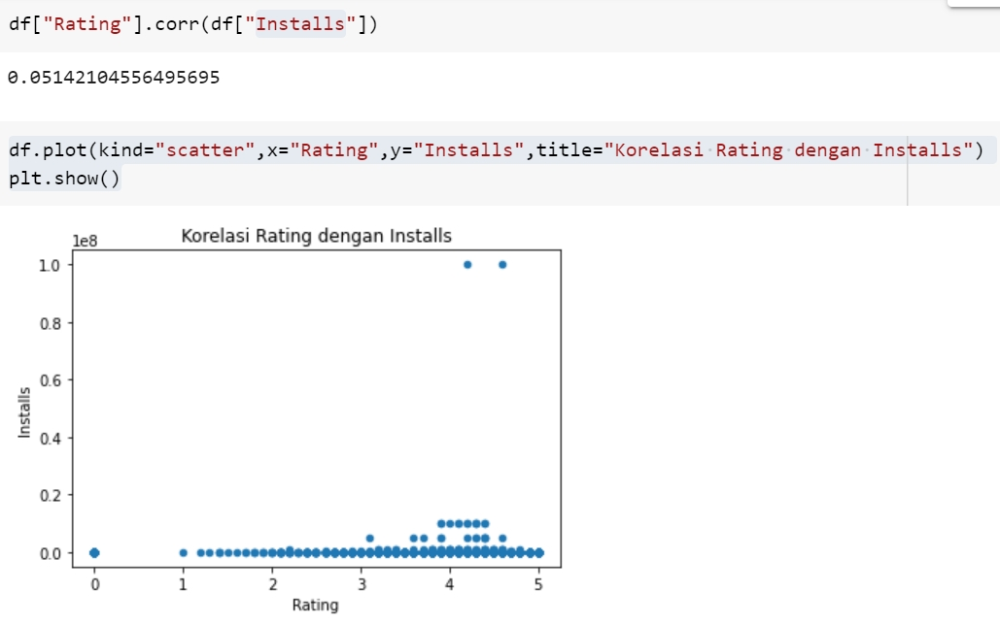 df["Rating"].corr(df["Installs"])
0.05142104556495695
df.plot(kind="scatter",x="Rating",y="Installs",title="Korelasi Rating dengan Installs")
plt.show()
Korelasi Rating dengan Installs
1e8
1.0
0.8
0.6
0.4
0.2
0.0
Installs
0 1 2 3 4 5
Rating